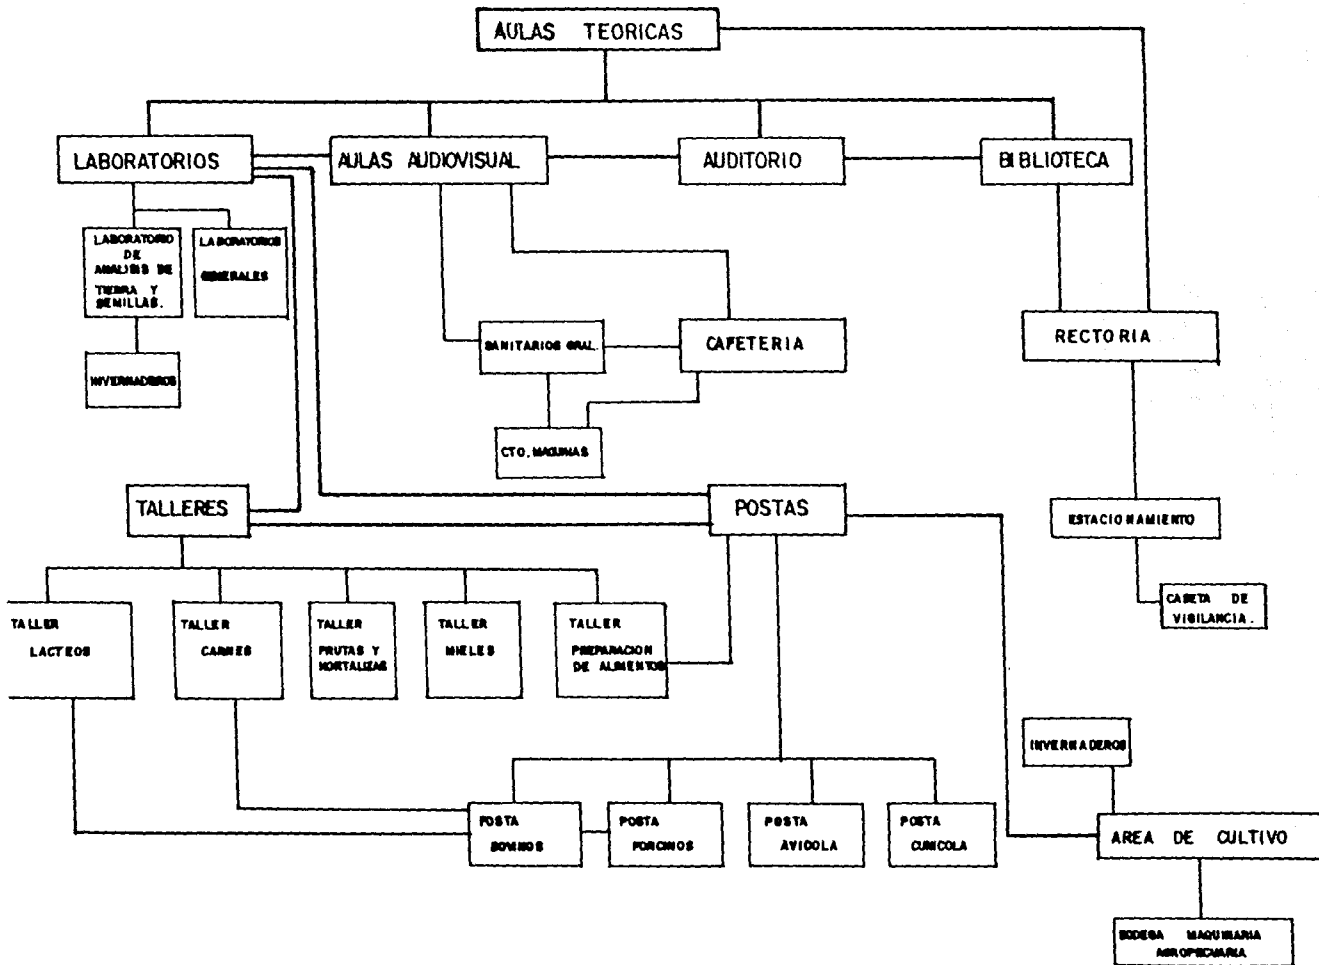 AULAS TEORICAS
LABORATORIOS
AULAS AUDIOVISUAL
AUDITORIO
BIBLIOTECA
LABORATORIO
DE
ANALISIS DE
TIERRA Y
SEMILLAS.
LABORATORIOS
GENERALES
INVERNADEROS
SANITARIOS GRAL.
CAFETERIA
RECTORIA
CTO. MAQUINAS
TALLERES
POSTAS
ESTACIONAMIENTO
CASETA DE
VIGILANCIA.
TALLER
LACTEOS
TALLER
CARNES
TALLER
FRUTAS Y
HORTALIZAS
TALLER
MIELES
TALLER
PREPARACION
DE ALIMENTOS
INVERNADEROS
POSTA
BOVINOS
POSTA
PORCINOS
POSTA
AVICOLA
POSTA
CUNICOLA
AREA DE CULTIVO
BODEGA MAQUINARIA
AGROPECUARIA